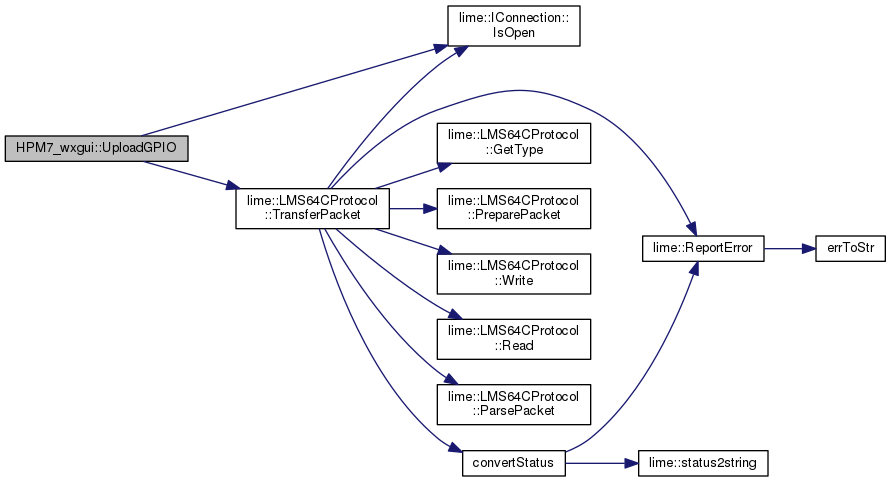 lime::IConnection::
IsOpen
HPM7_wxgui::UploadGPIO
lime::LMS64CProtocol
::TransferPacket
lime::LMS64CProtocol
::GetType
lime::LMS64CProtocol
::PreparePacket
lime::LMS64CProtocol
::Write
lime::LMS64CProtocol
::Read
lime::LMS64CProtocol
::ParsePacket
convertStatus
lime::ReportError
errToStr
lime::status2string